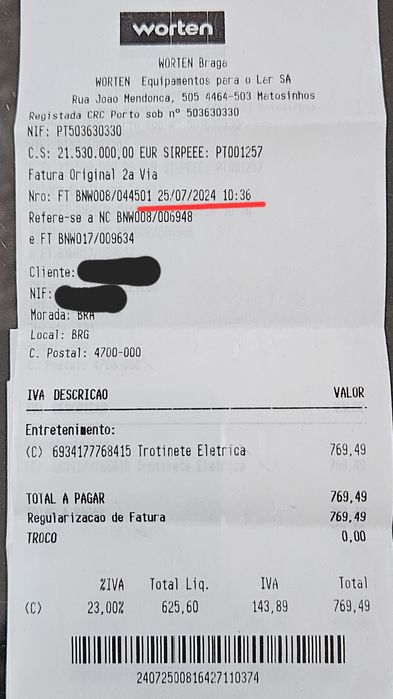 worten
WORTEN Braga
WORTEN Equipamentos para o Lar SA
Rua Joao Mendonca, 505 4464-503 Matosinhos
Registada CRC Porto sob nº 503630330
NIF: PT503630330
C.S: 21.530.000,00 EUR SIRPEEE: PT001257
Fatura Original 2a Via
Nro: FT BNW008/044501 25/07/2024 10:36
Refere-se a NC BNW008/006948
e FT BNW017/009634
Cliente:
NIF:
Morada: BRA
Local: BRG
C. Postal: 4700-000
IVA DESCRICAO VALOR
Entretenimento:
(C) 6934177768415 Trotinete Eletrica 769,49
TOTAL A PAGAR 769,49
Regularizacao de Fatura 769,49
TROCO 0,00
%IVA Total Liq. IVA Total
(C) 23,00% 625,60 143,89 769,49
24072500816427110374